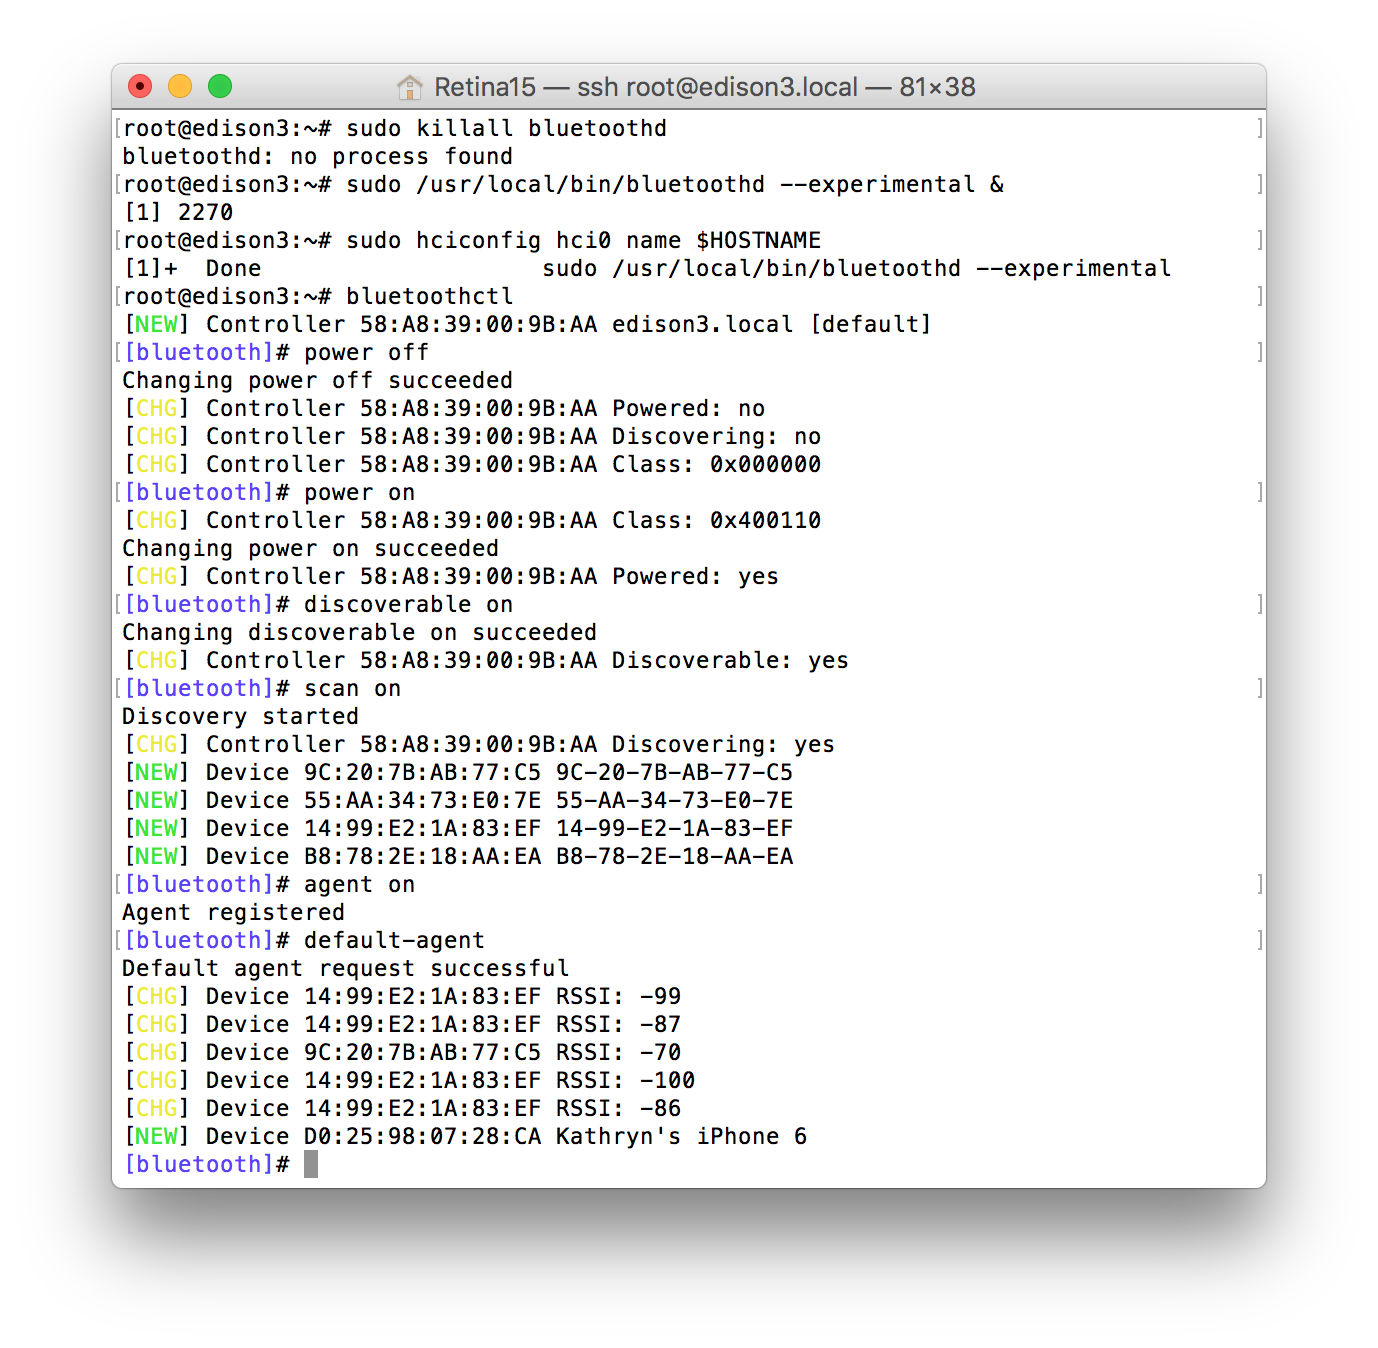 Retina15 — ssh root@edison3.local — 81×38
[root@edison3:~# sudo killall bluetoothd ]
bluetoothd: no process found
[root@edison3:~# sudo /usr/local/bin/bluetoothd --experimental & ]
[1] 2270
[root@edison3:~# sudo hciconfig hci0 name $HOSTNAME ]
[1]+  Done                    sudo /usr/local/bin/bluetoothd --experimental
[root@edison3:~# bluetoothctl ]
[NEW] Controller 58:A8:39:00:9B:AA edison3.local [default]
[[bluetooth]# power off ]
Changing power off succeeded
[CHG] Controller 58:A8:39:00:9B:AA Powered: no
[CHG] Controller 58:A8:39:00:9B:AA Discovering: no
[CHG] Controller 58:A8:39:00:9B:AA Class: 0x000000
[[bluetooth]# power on ]
[CHG] Controller 58:A8:39:00:9B:AA Class: 0x400110
Changing power on succeeded
[CHG] Controller 58:A8:39:00:9B:AA Powered: yes
[[bluetooth]# discoverable on ]
Changing discoverable on succeeded
[CHG] Controller 58:A8:39:00:9B:AA Discoverable: yes
[[bluetooth]# scan on ]
Discovery started
[CHG] Controller 58:A8:39:00:9B:AA Discovering: yes
[NEW] Device 9C:20:7B:AB:77:C5 9C-20-7B-AB-77-C5
[NEW] Device 55:AA:34:73:E0:7E 55-AA-34-73-E0-7E
[NEW] Device 14:99:E2:1A:83:EF 14-99-E2-1A-83-EF
[NEW] Device B8:78:2E:18:AA:EA B8-78-2E-18-AA-EA
[[bluetooth]# agent on ]
Agent registered
[[bluetooth]# default-agent ]
Default agent request successful
[CHG] Device 14:99:E2:1A:83:EF RSSI: -99
[CHG] Device 14:99:E2:1A:83:EF RSSI: -87
[CHG] Device 9C:20:7B:AB:77:C5 RSSI: -70
[CHG] Device 14:99:E2:1A:83:EF RSSI: -100
[CHG] Device 14:99:E2:1A:83:EF RSSI: -86
[NEW] Device D0:25:98:07:28:CA Kathryn's iPhone 6
[bluetooth]#